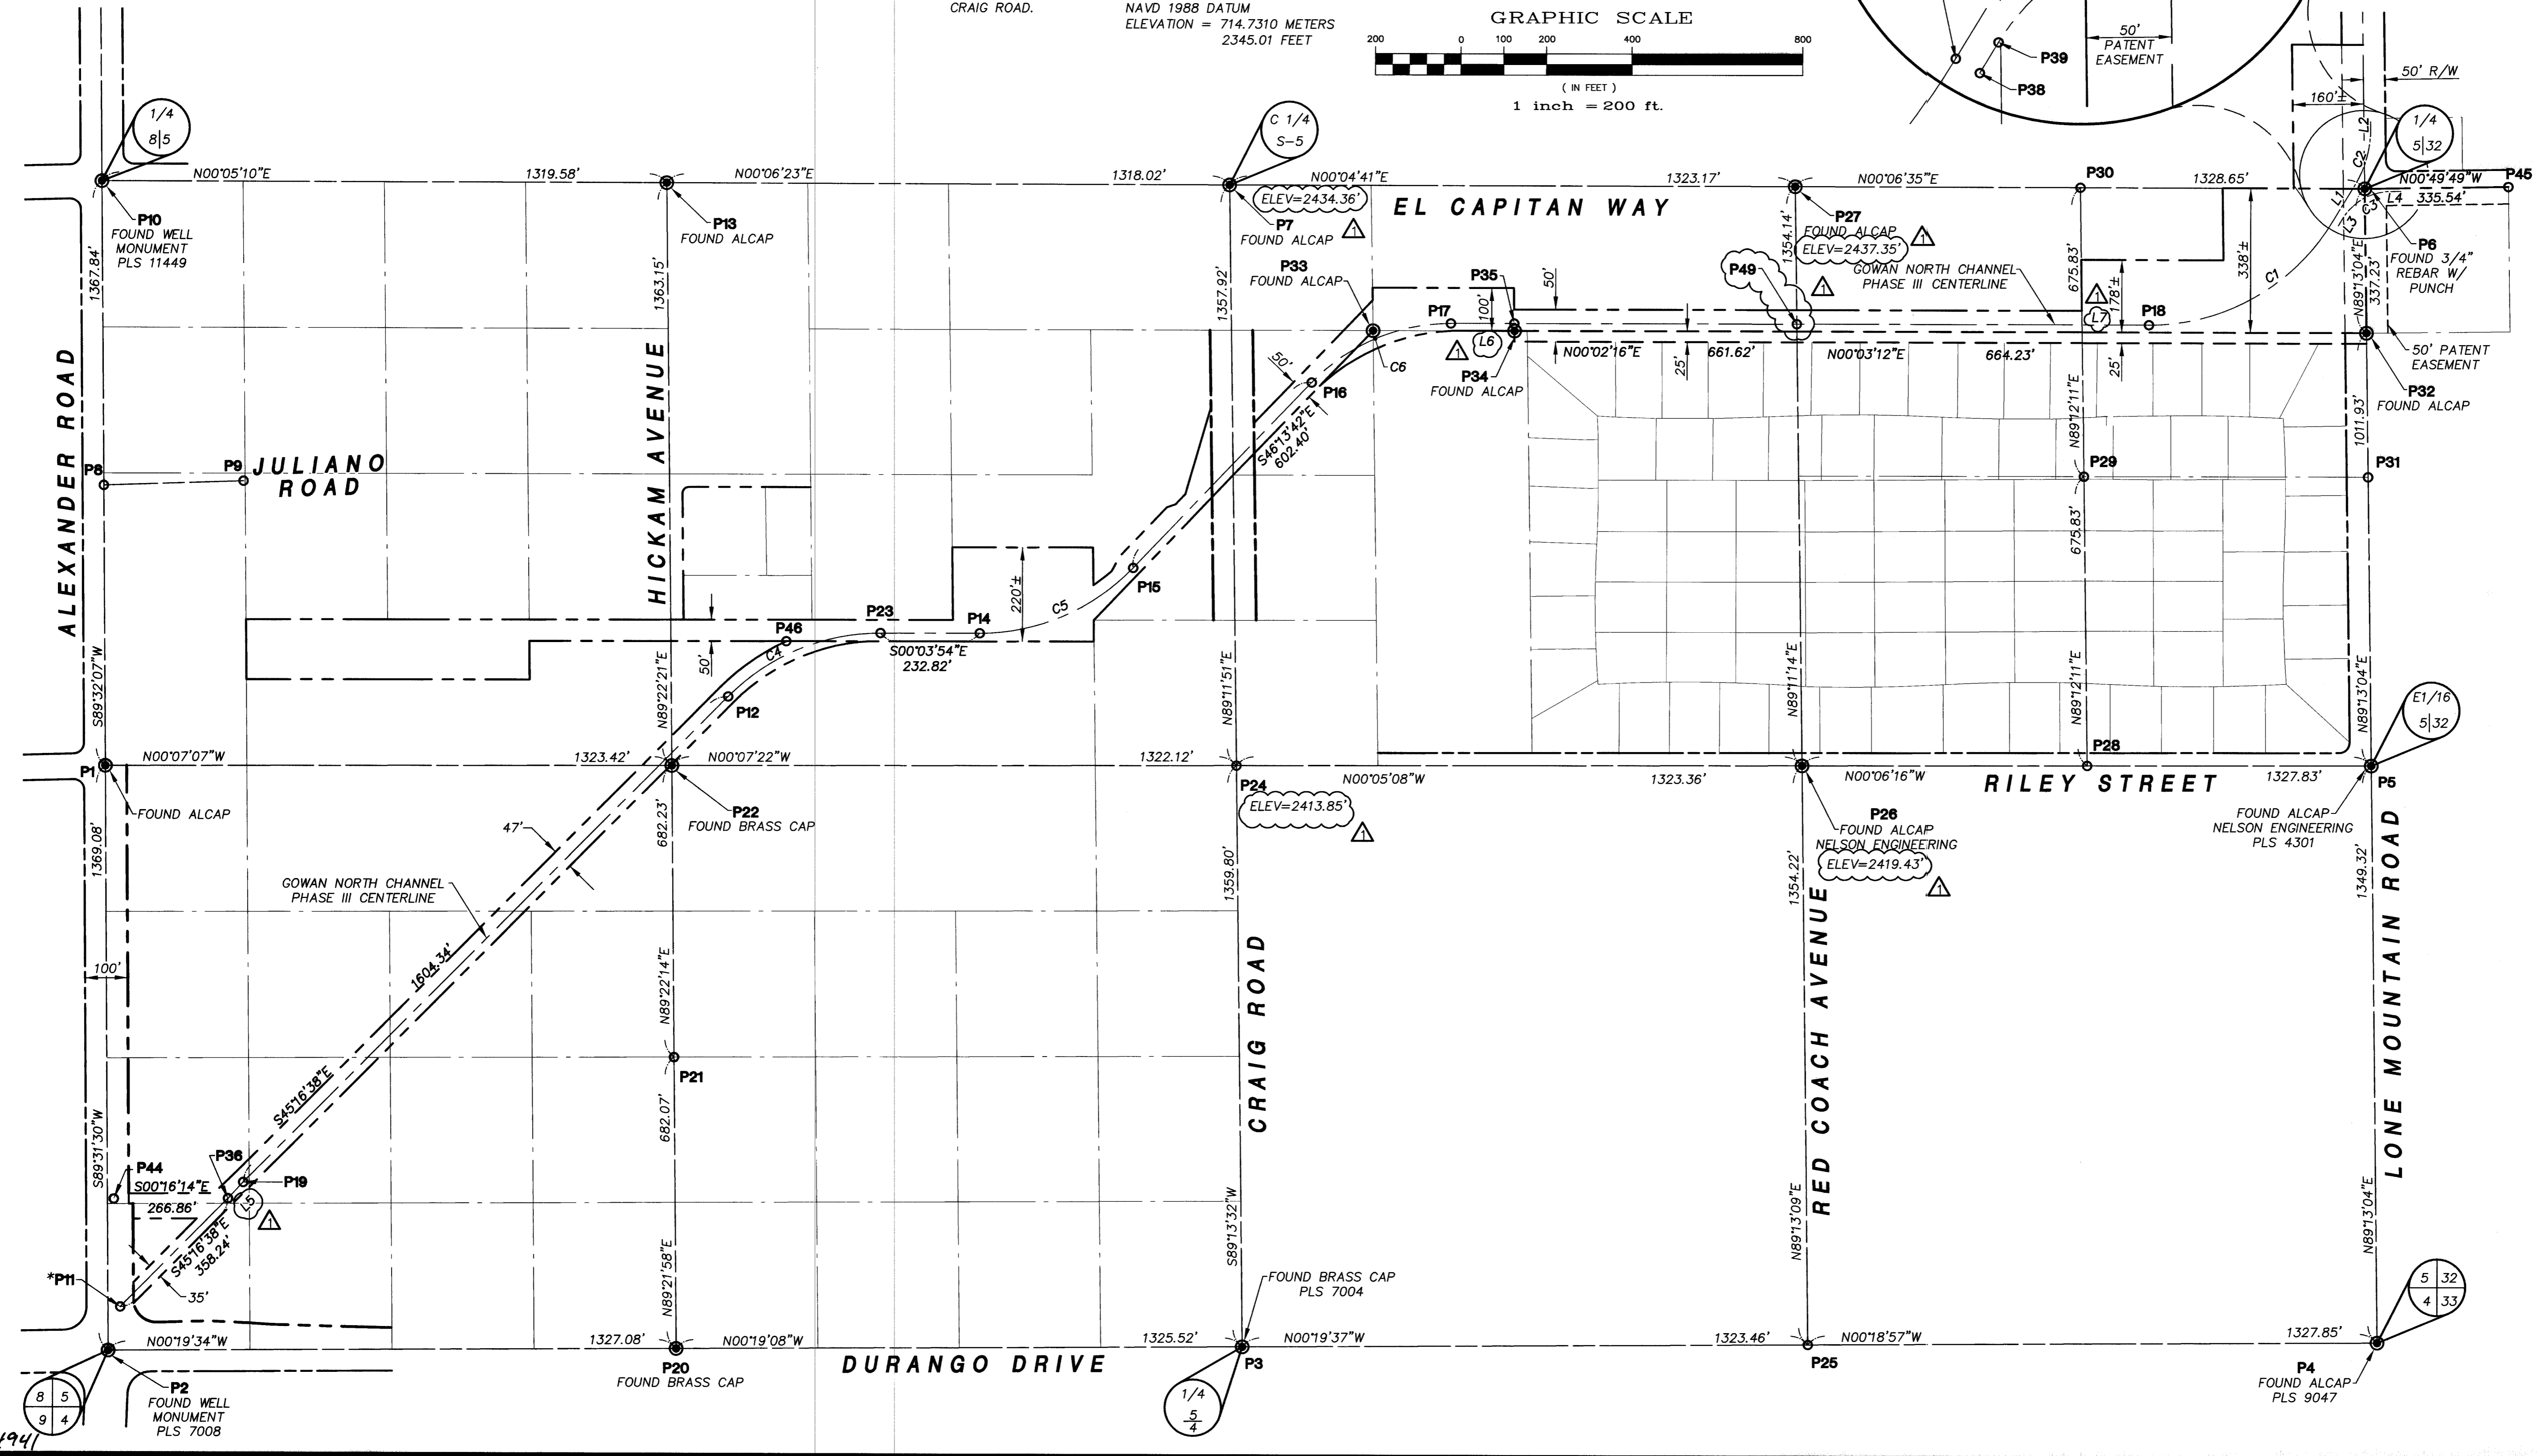 CRAIG ROAD.
NAVD 1988 DATUM
ELEVATION = 714.7310 METERS
2345.01 FEET
GRAPHIC SCALE
200 0 100 200 400 800
( IN FEET )
1 inch = 200 ft.
50'
PATENT
EASEMENT
P39
P38
50' R/W
160'±
1/4
8|5
C 1/4
S-5
1/4
5|32
N00°05'10"E
1319.58'
N00°06'23"E
1318.02'
N00°04'41"E
1323.17'
N00°06'35"E
P30
1328.65'
N00°49'49"W
P45
335.54'
L1
L2
C2
C3
L3
L4
P10
FOUND WELL
MONUMENT
PLS 11449
P13
FOUND ALCAP
ELEV=2434.36'
P7
FOUND ALCAP
1
EL CAPITAN WAY
P27
FOUND ALCAP
ELEV=2437.35'
1
P6
FOUND 3/4"
REBAR W/
PUNCH
1367.84'
1363.15'
1357.92'
1354.14'
675.83'
338'±
N89°13'04"E
337.23'
P33
FOUND ALCAP
P35
50'
P49
1
GOWAN NORTH CHANNEL
PHASE III CENTERLINE
1
178'±
L7
P18
C1
P17
100'
L6
1
C6
P34
FOUND ALCAP
N00°02'16"E
661.62'
25'
N00°03'12"E
664.23'
25'
50' PATENT
EASEMENT
P32
FOUND ALCAP
50'
P16
S46°13'42"E
602.40'
N89°12'11"E
1011.93'
ALEXANDER ROAD
P8
P9
JULIANO
ROAD
HICKAM AVENUE
P29
P31
675.83'
P15
220'±
C5
P46
P23
P14
C4
50'
S00°03'54"E
232.82'
P12
S89°32'07"W
N89°22'21"E
N89°11'51"E
N89°11'14"E
N89°12'11"E
N89°13'04"E
E1/16
5|32
P1
N00°07'07"W
1323.42'
N00°07'22"W
1322.12'
P24
N00°05'08"W
1323.36'
N00°06'16"W
P28
RILEY STREET
1327.83'
P5
FOUND ALCAP
P22
FOUND BRASS CAP
ELEV=2413.85'
1
P26
FOUND ALCAP
NELSON ENGINEERING
ELEV=2419.43'
1
FOUND ALCAP
NELSON ENGINEERING
PLS 4301
1369.08'
47'
682.23'
1359.80'
1354.22'
1349.32'
GOWAN NORTH CHANNEL
PHASE III CENTERLINE
100'
1604.34'
N89°22'14"E
P21
CRAIG ROAD
RED COACH AVENUE
LONE MOUNTAIN ROAD
S45°16'38"E
682.07'
S89°31'30"W
P44
S00°16'14"E
266.86'
P36
P19
L5
1
S45°16'38"E
358.24'
*P11
35'
N89°21'58"E
S89°13'32"W
N89°13'09"E
N89°13'04"E
FOUND BRASS CAP
PLS 7004
5 32
4 33
N00°19'34"W
1327.08'
N00°19'08"W
1325.52'
N00°19'37"W
1323.46'
N00°18'57"W
1327.85'
8 5
9 4
P2
FOUND WELL
MONUMENT
PLS 7008
P20
FOUND BRASS CAP
DURANGO DRIVE
P3
1/4
5
4
P25
P4
FOUND ALCAP
PLS 9047